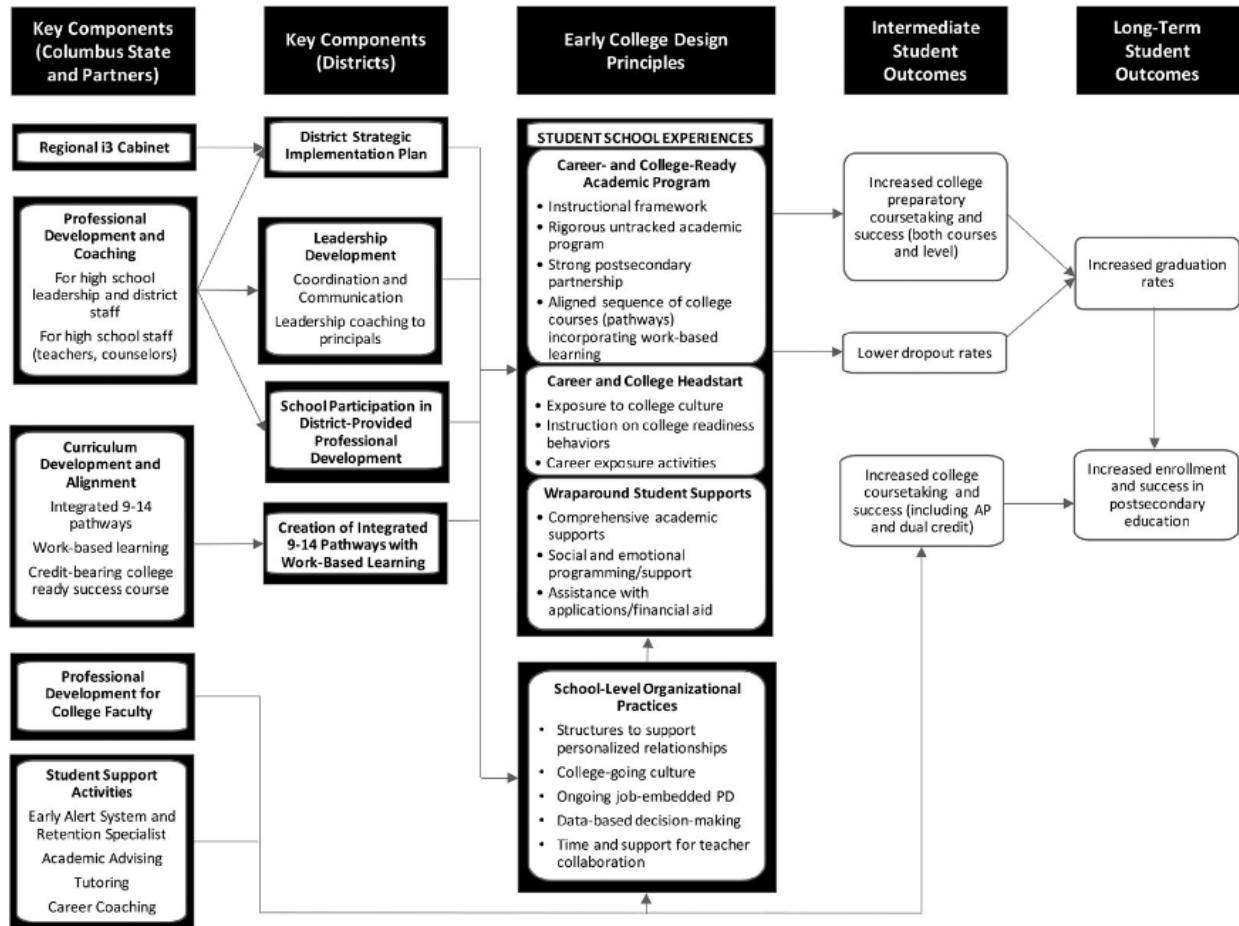 Key Components
(Columbus State
and Partners)
Key Components
(Districts)
Early College Design
Principles
Intermediate
Student
Outcomes
Long-Term
Student
Outcomes
Regional i3 Cabinet
Professional
Development and
Coaching
For high school
leadership and district
staff
For high school staff
(teachers, counselors)
Curriculum
Development and
Alignment
Integrated 9-14
pathways
Work-based learning
Credit-bearing college
ready success course
Professional
Development for
College Faculty
Student Support
Activities
Early Alert System and
Retention Specialist
Academic Advising
Tutoring
Career Coaching
District Strategic
Implementation Plan
Leadership
Development
Coordination and
Communication
Leadership coaching to
principals
School Participation in
District-Provided
Professional
Development
Creation of Integrated
9-14 Pathways with
Work-Based Learning
STUDENT SCHOOL EXPERIENCES
Career- and College-Ready
Academic Program
• Instructional framework
• Rigorous untracked academic
program
• Strong postsecondary
partnership
• Aligned sequence of college
courses (pathways)
incorporating work-based
learning
Career and College Headstart
• Exposure to college culture
• Instruction on college readiness
behaviors
• Career exposure activities
Wraparound Student Supports
• Comprehensive academic
supports
• Social and emotional
programming/support
• Assistance with
applications/financial aid
School-Level Organizational
Practices
• Structures to support
personalized relationships
• College-going culture
• Ongoing job-embedded PD
• Data-based decision-making
• Time and support for teacher
collaboration
Increased college
preparatory
coursetaking and
success (both courses
and level)
Lower dropout rates
Increased college
coursetaking and
success (including AP
and dual credit)
Increased graduation
rates
Increased enrollment
and success in
postsecondary
education